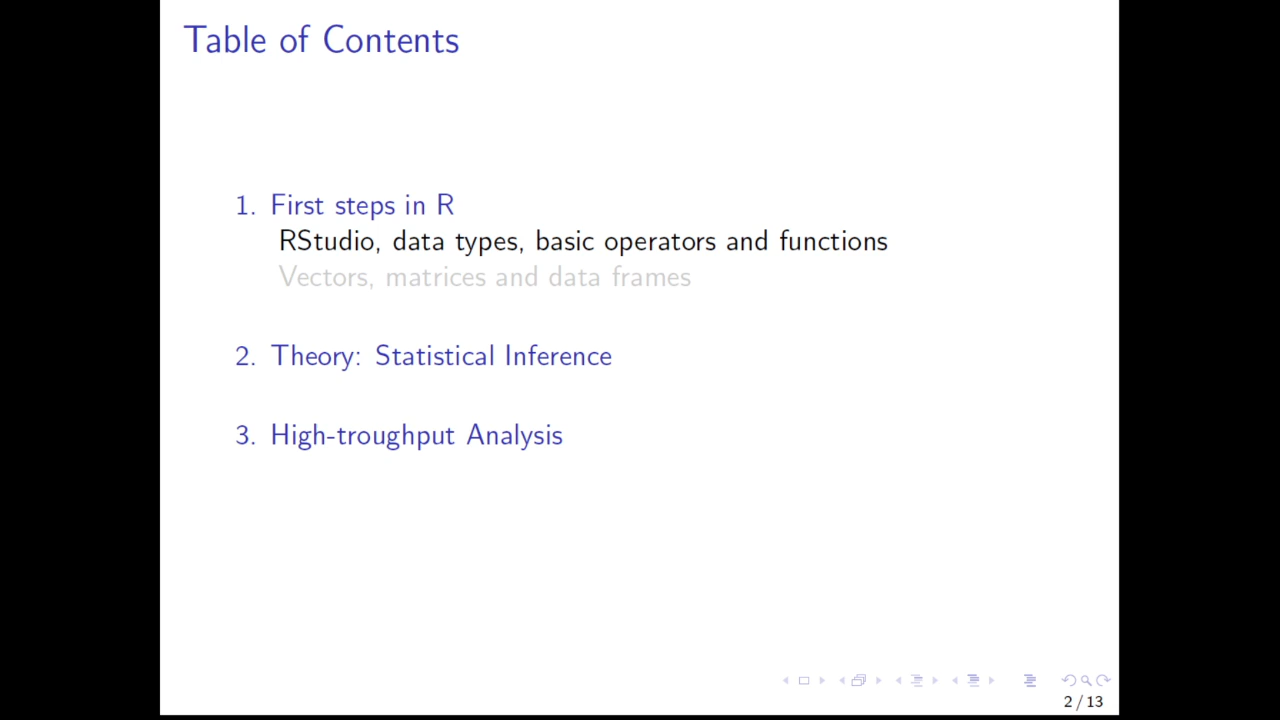 Table of Contents
1. First steps in R
RStudio, data types, basic operators and functions
Vectors, matrices and data frames
2. Theory: Statistical Inference
3. High-troughput Analysis
2 / 13